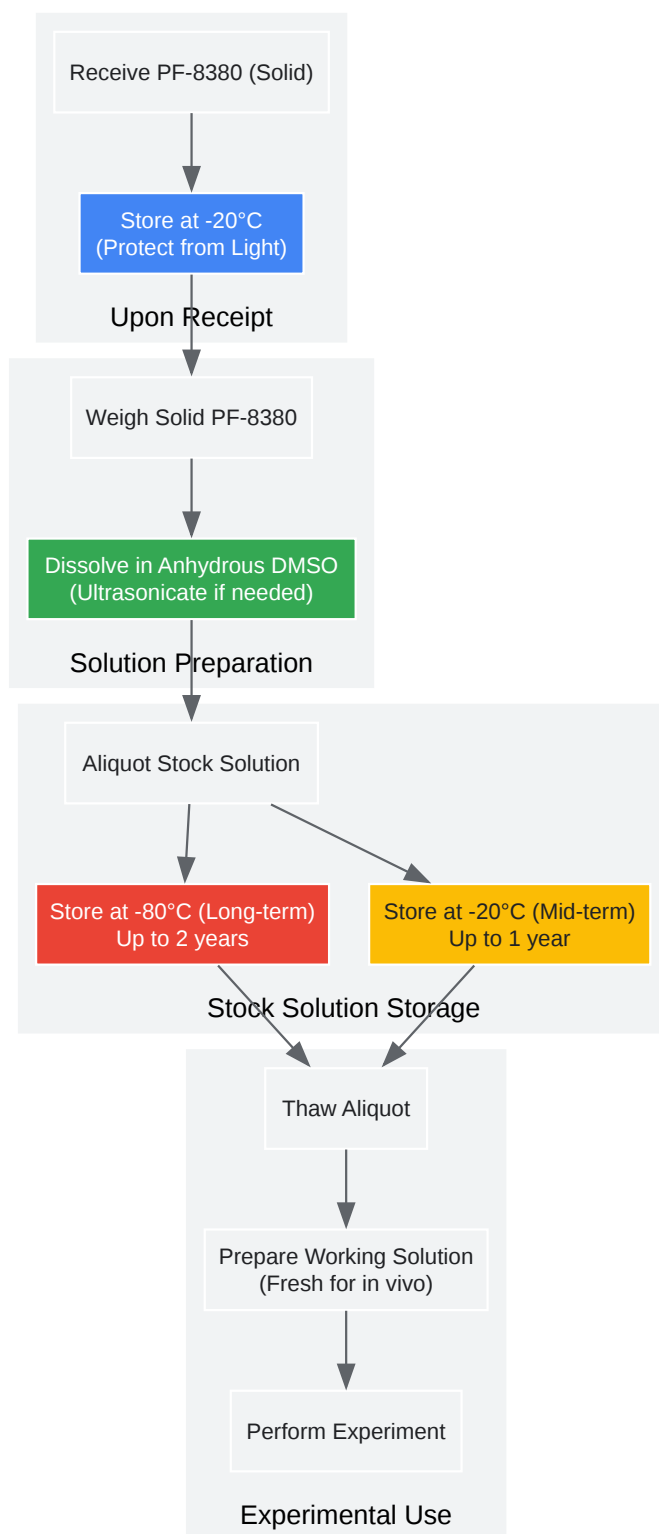 Receive PF-8380 (Solid)
Store at -20°C
(Protect from Light)
Upon Receipt
Weigh Solid PF-8380
Dissolve in Anhydrous DMSO
(Ultrasonicate if needed)
Solution Preparation
Aliquot Stock Solution
Store at -80°C (Long-term)
Up to 2 years
Store at -20°C (Mid-term)
Up to 1 year
Stock Solution Storage
Thaw Aliquot
Prepare Working Solution
(Fresh for in vivo)
Perform Experiment
Experimental Use